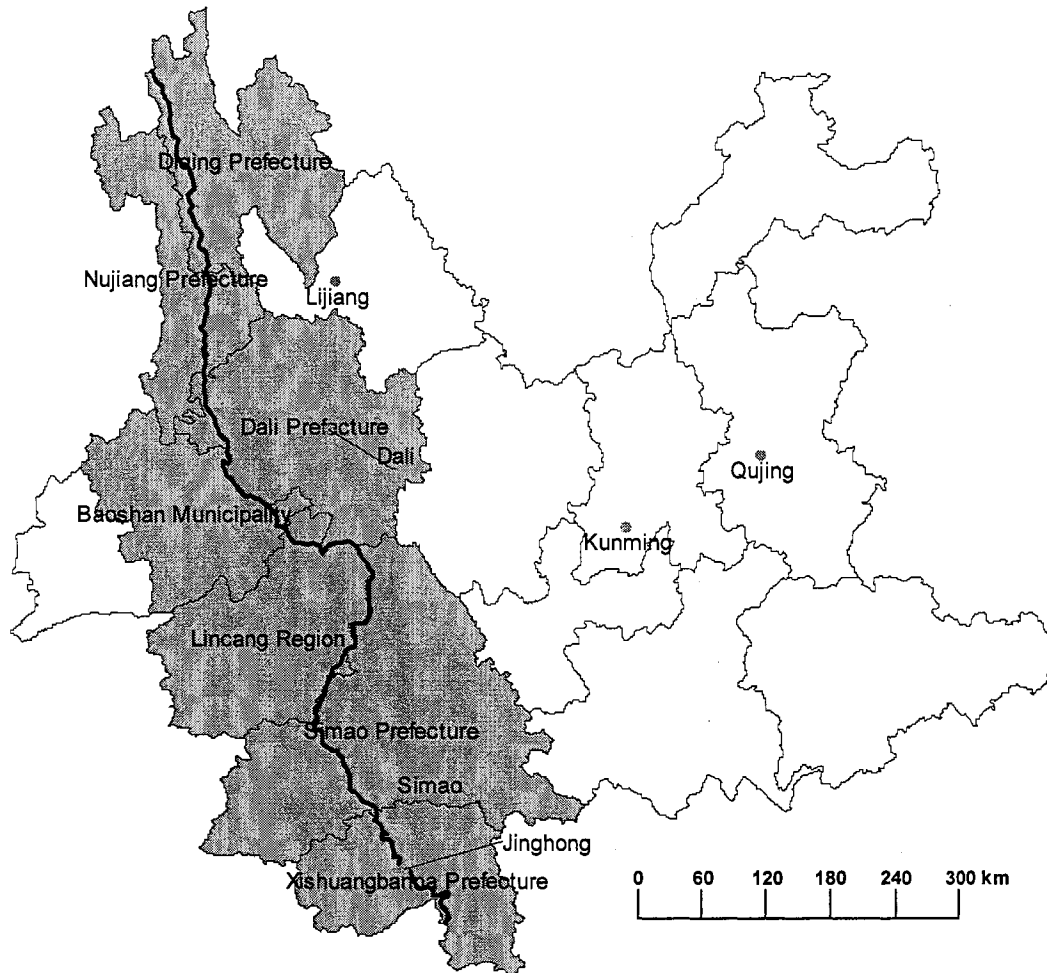 Diqing Prefecture
Nujiang Prefecture
Lijiang
Dali Prefecture
Dali
Qujing
Baoshan Municipality
Kunming
Lincang Region
Simao Prefecture
Simao
Jinghong
Xishuangbanna Prefecture
0 60 120 180 240 300 km